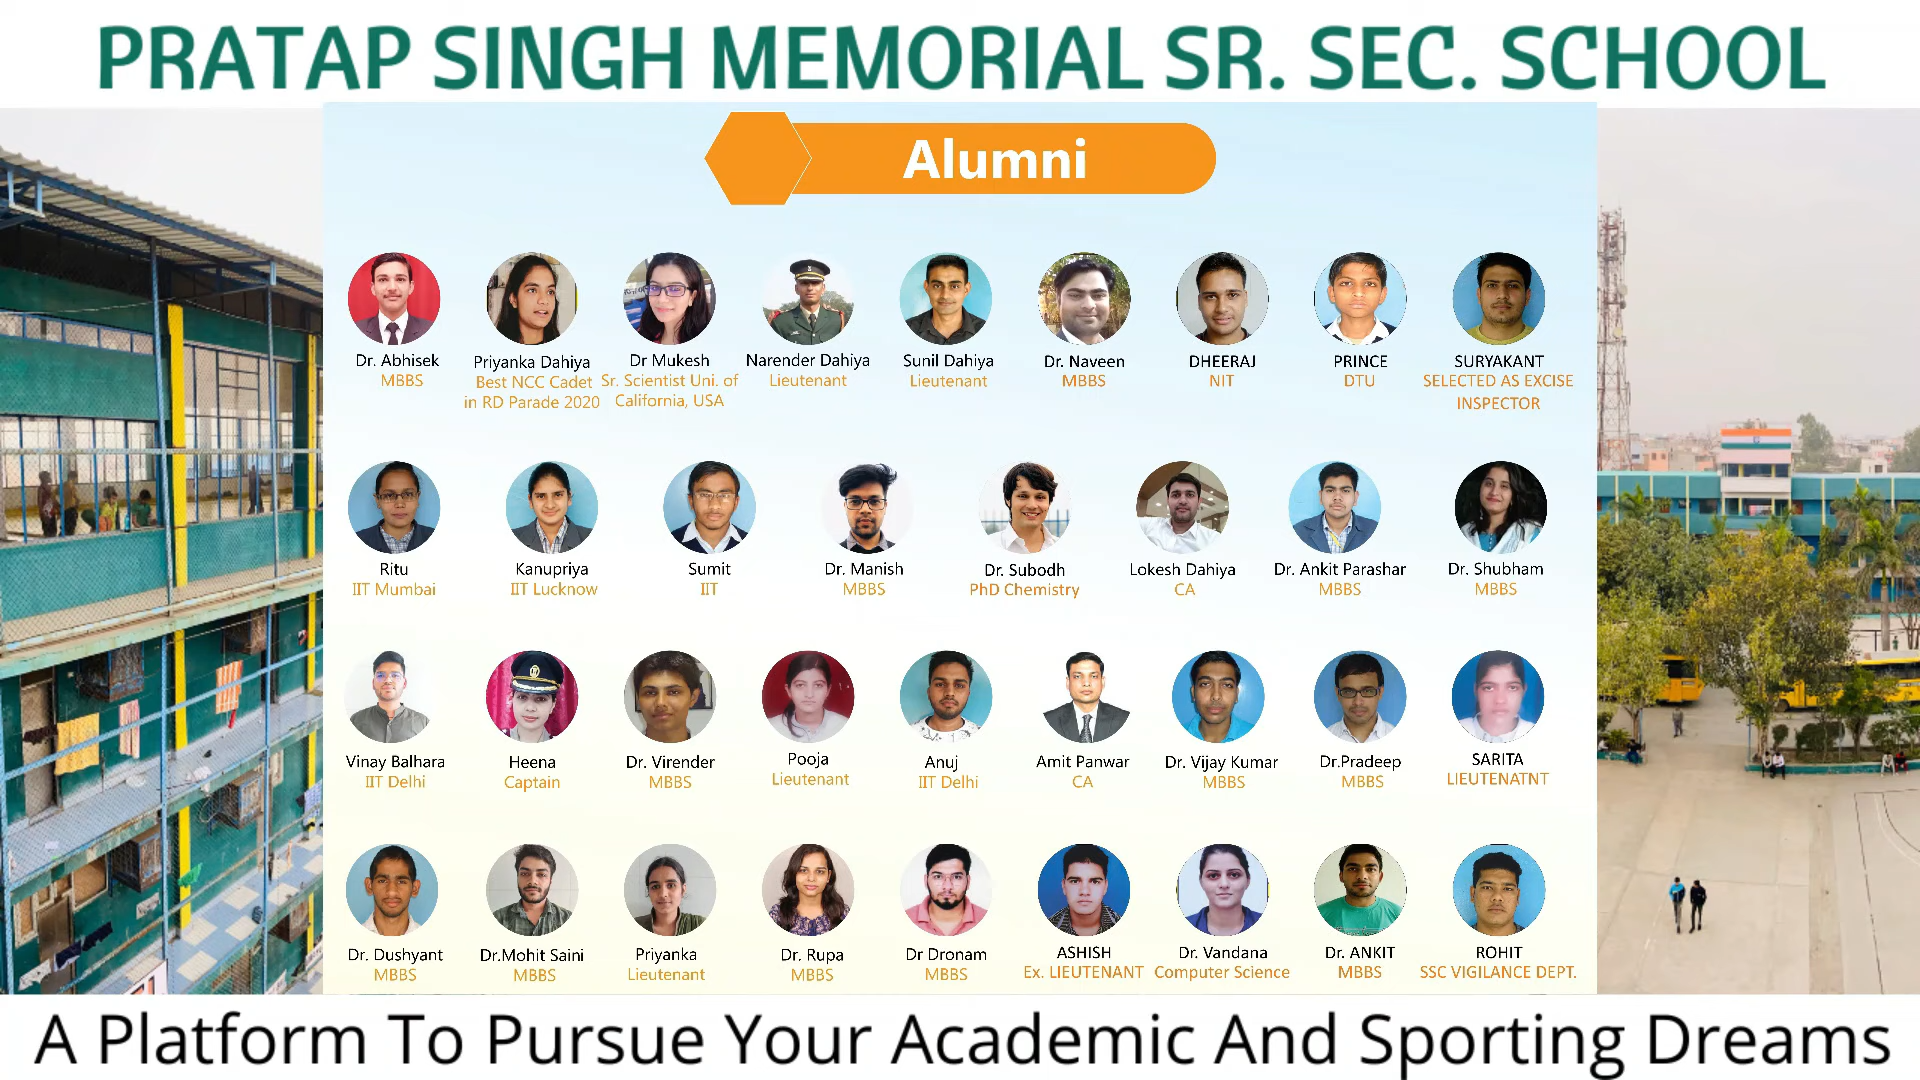 PRATAP SINGH MEMORIAL SR. SEC. SCHOOL
Alumni
Dr. Abhisek
MBBS
Priyanka Dahiya
Best NCC Cadet
in RD Parade 2020
Dr Mukesh
Sr. Scientist Uni. of
California, USA
Narender Dahiya
Lieutenant
Sunil Dahiya
Lieutenant
Dr. Naveen
MBBS
DHEERAJ
NIT
PRINCE
DTU
SURYAKANT
SELECTED AS EXCISE
INSPECTOR
Ritu
IIT Mumbai
Kanupriya
IIT Lucknow
Sumit
IIT
Dr. Manish
MBBS
Dr. Subodh
PhD Chemistry
Lokesh Dahiya
CA
Dr. Ankit Parashar
MBBS
Dr. Shubham
MBBS
Vinay Balhara
IIT Delhi
Heena
Captain
Dr. Virender
MBBS
Pooja
Lieutenant
Anuj
IIT Delhi
Amit Panwar
CA
Dr. Vijay Kumar
MBBS
Dr.Pradeep
MBBS
SARITA
LIEUTENATNT
Dr. Dushyant
MBBS
Dr.Mohit Saini
MBBS
Priyanka
Lieutenant
Dr. Rupa
MBBS
Dr Dronam
MBBS
ASHISH
Ex. LIEUTENANT
Dr. Vandana
Computer Science
Dr. ANKIT
MBBS
ROHIT
SSC VIGILANCE DEPT.
A Platform To Pursue Your Academic And Sporting Dreams